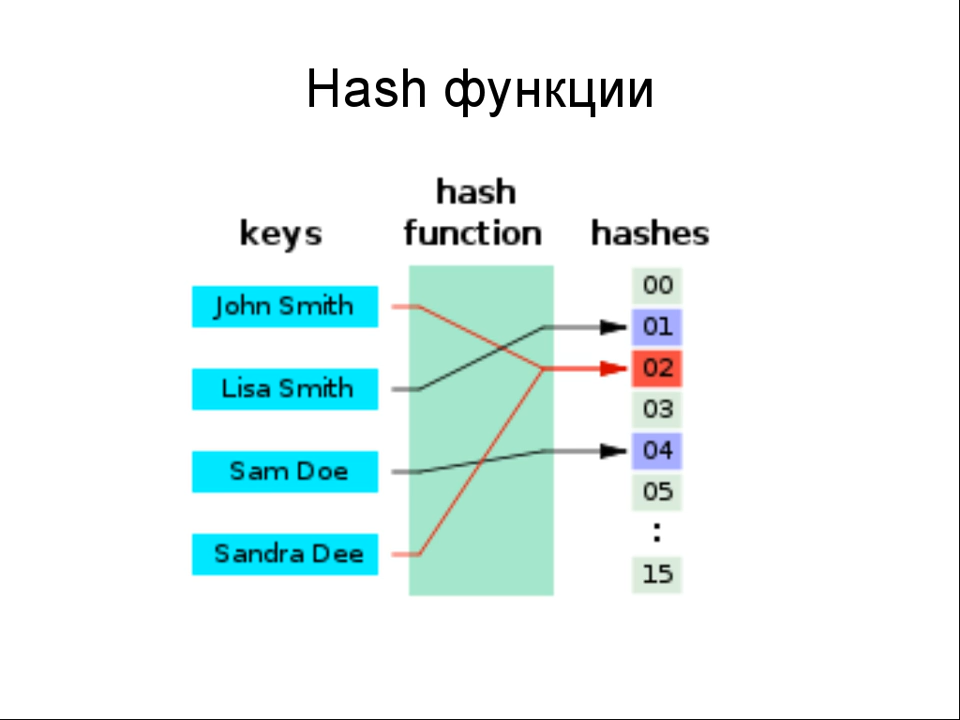 Hash функции
hash
keys function hashes
John Smith
Lisa Smith
Sam Doe
Sandra Dee
00
01
02
03
04
05
:
15